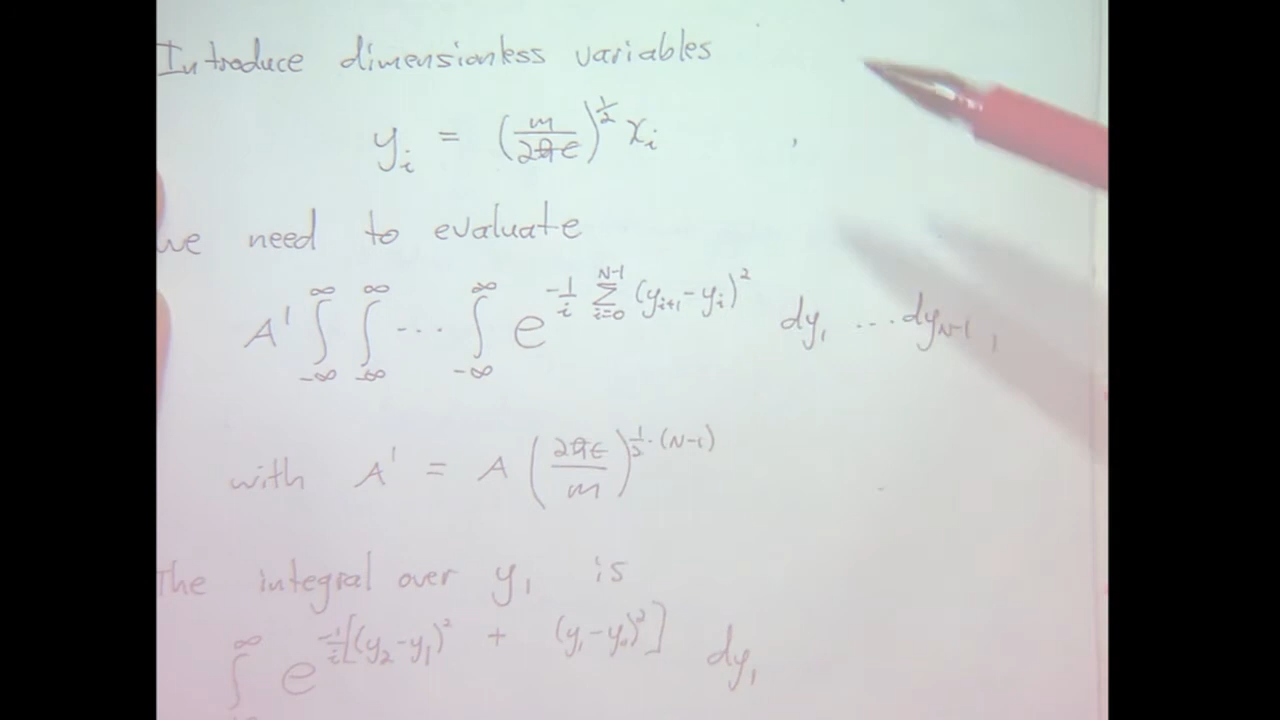 Introduce dimensionless variables
y_i = (m/2ħε)^{1/2} x_i ,
we need to evaluate
A' ∫_{-∞}^{∞} ∫_{-∞}^{∞} ... ∫_{-∞}^{∞} e^{-1/i Σ_{i=0}^{N-1} (y_{i+1} - y_i)^2} dy_1 ... dy_{N-1} ,
with A' = A (2ħε/m)^{1/2·(N-1)}
The integral over y_1 is
∫^{∞} e^{-1/i[(y_2-y_1)^2 + (y_1-y_0)^2]} dy_1